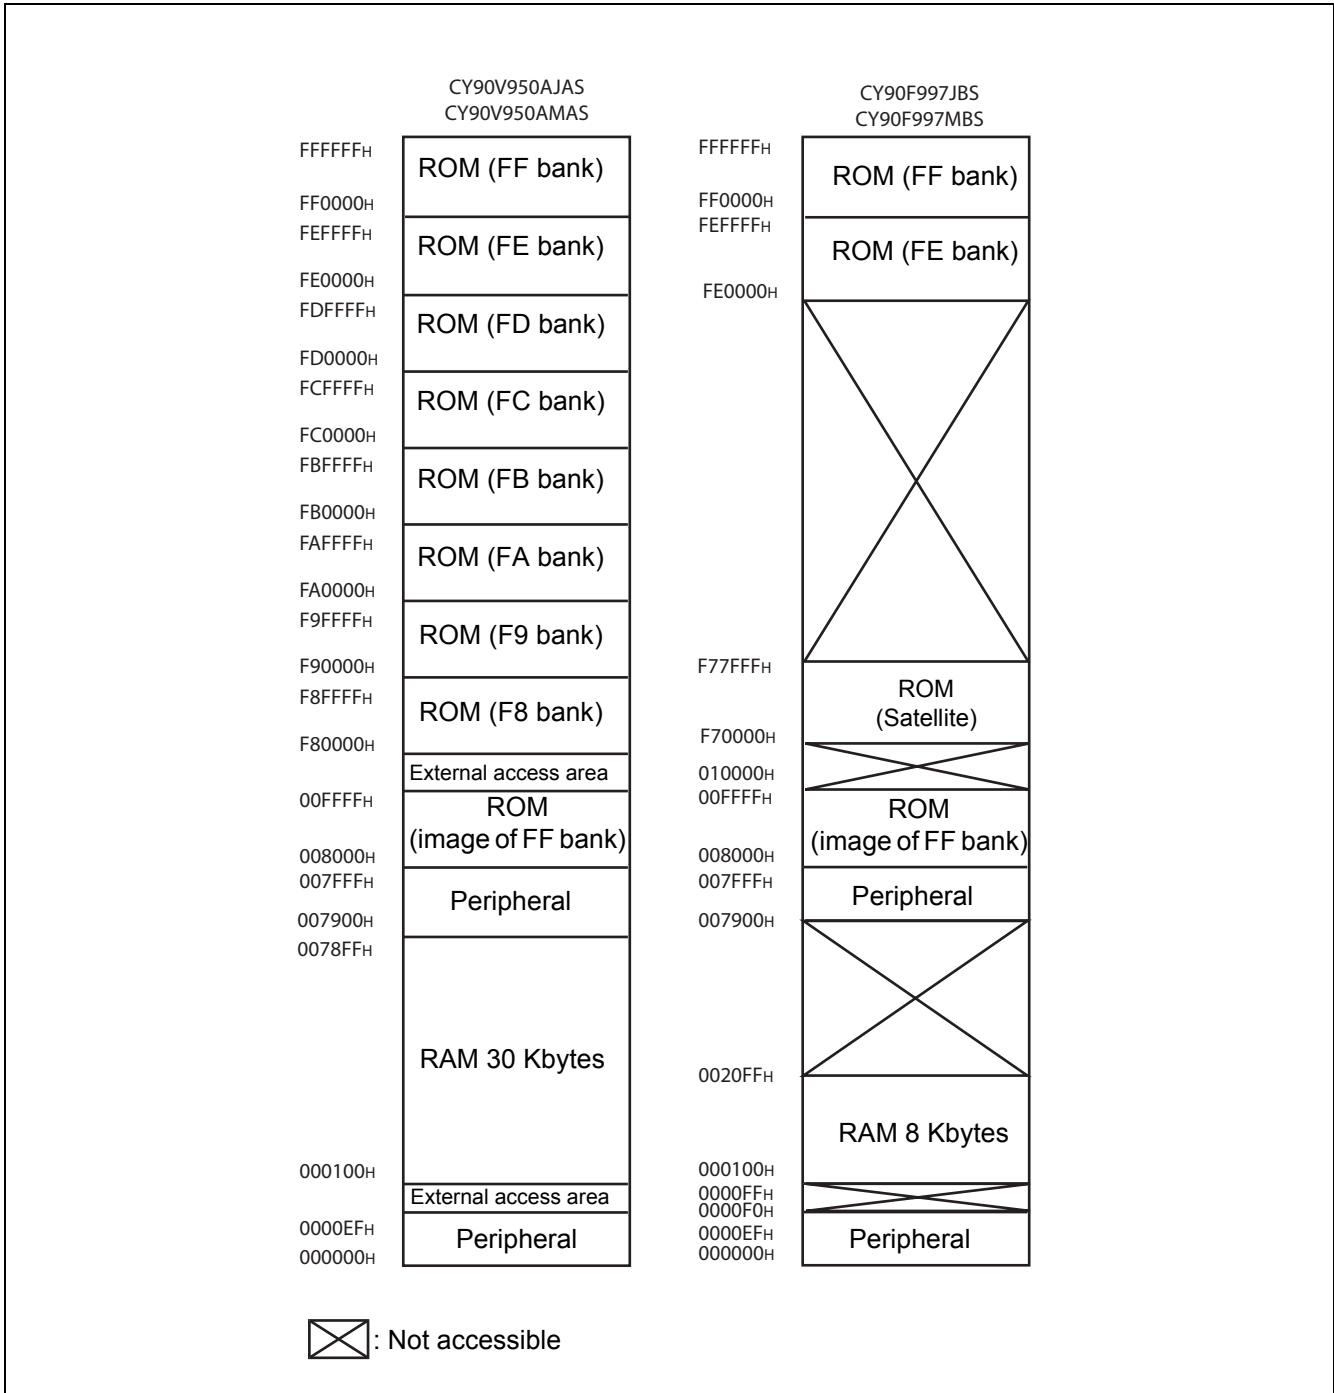 CY90V950AJAS
CY90V950AMAS
FFFFFFH
ROM (FF bank)
FF0000H
FEFFFFH
ROM (FE bank)
FE0000H
FDFFFFH
ROM (FD bank)
FD0000H
FCFFFFH
ROM (FC bank)
FC0000H
FBFFFFH
ROM (FB bank)
FB0000H
FAFFFFH
ROM (FA bank)
FA0000H
F9FFFFH
ROM (F9 bank)
F90000H
F8FFFFH
ROM (F8 bank)
F80000H
External access area
00FFFFH
ROM
(image of FF bank)
008000H
007FFFH
Peripheral
007900H
0078FFH
RAM 30 Kbytes
000100H
External access area
0000EFH
Peripheral
000000H
CY90F997JBS
CY90F997MBS
FFFFFFH
ROM (FF bank)
FF0000H
FEFFFFH
ROM (FE bank)
FE0000H
F77FFFH
ROM
(Satellite)
F70000H
010000H
00FFFFH
ROM
(image of FF bank)
008000H
007FFFH
Peripheral
007900H
0020FFH
RAM 8 Kbytes
000100H
0000FFH
0000F0H
0000EFH
Peripheral
000000H
: Not accessible